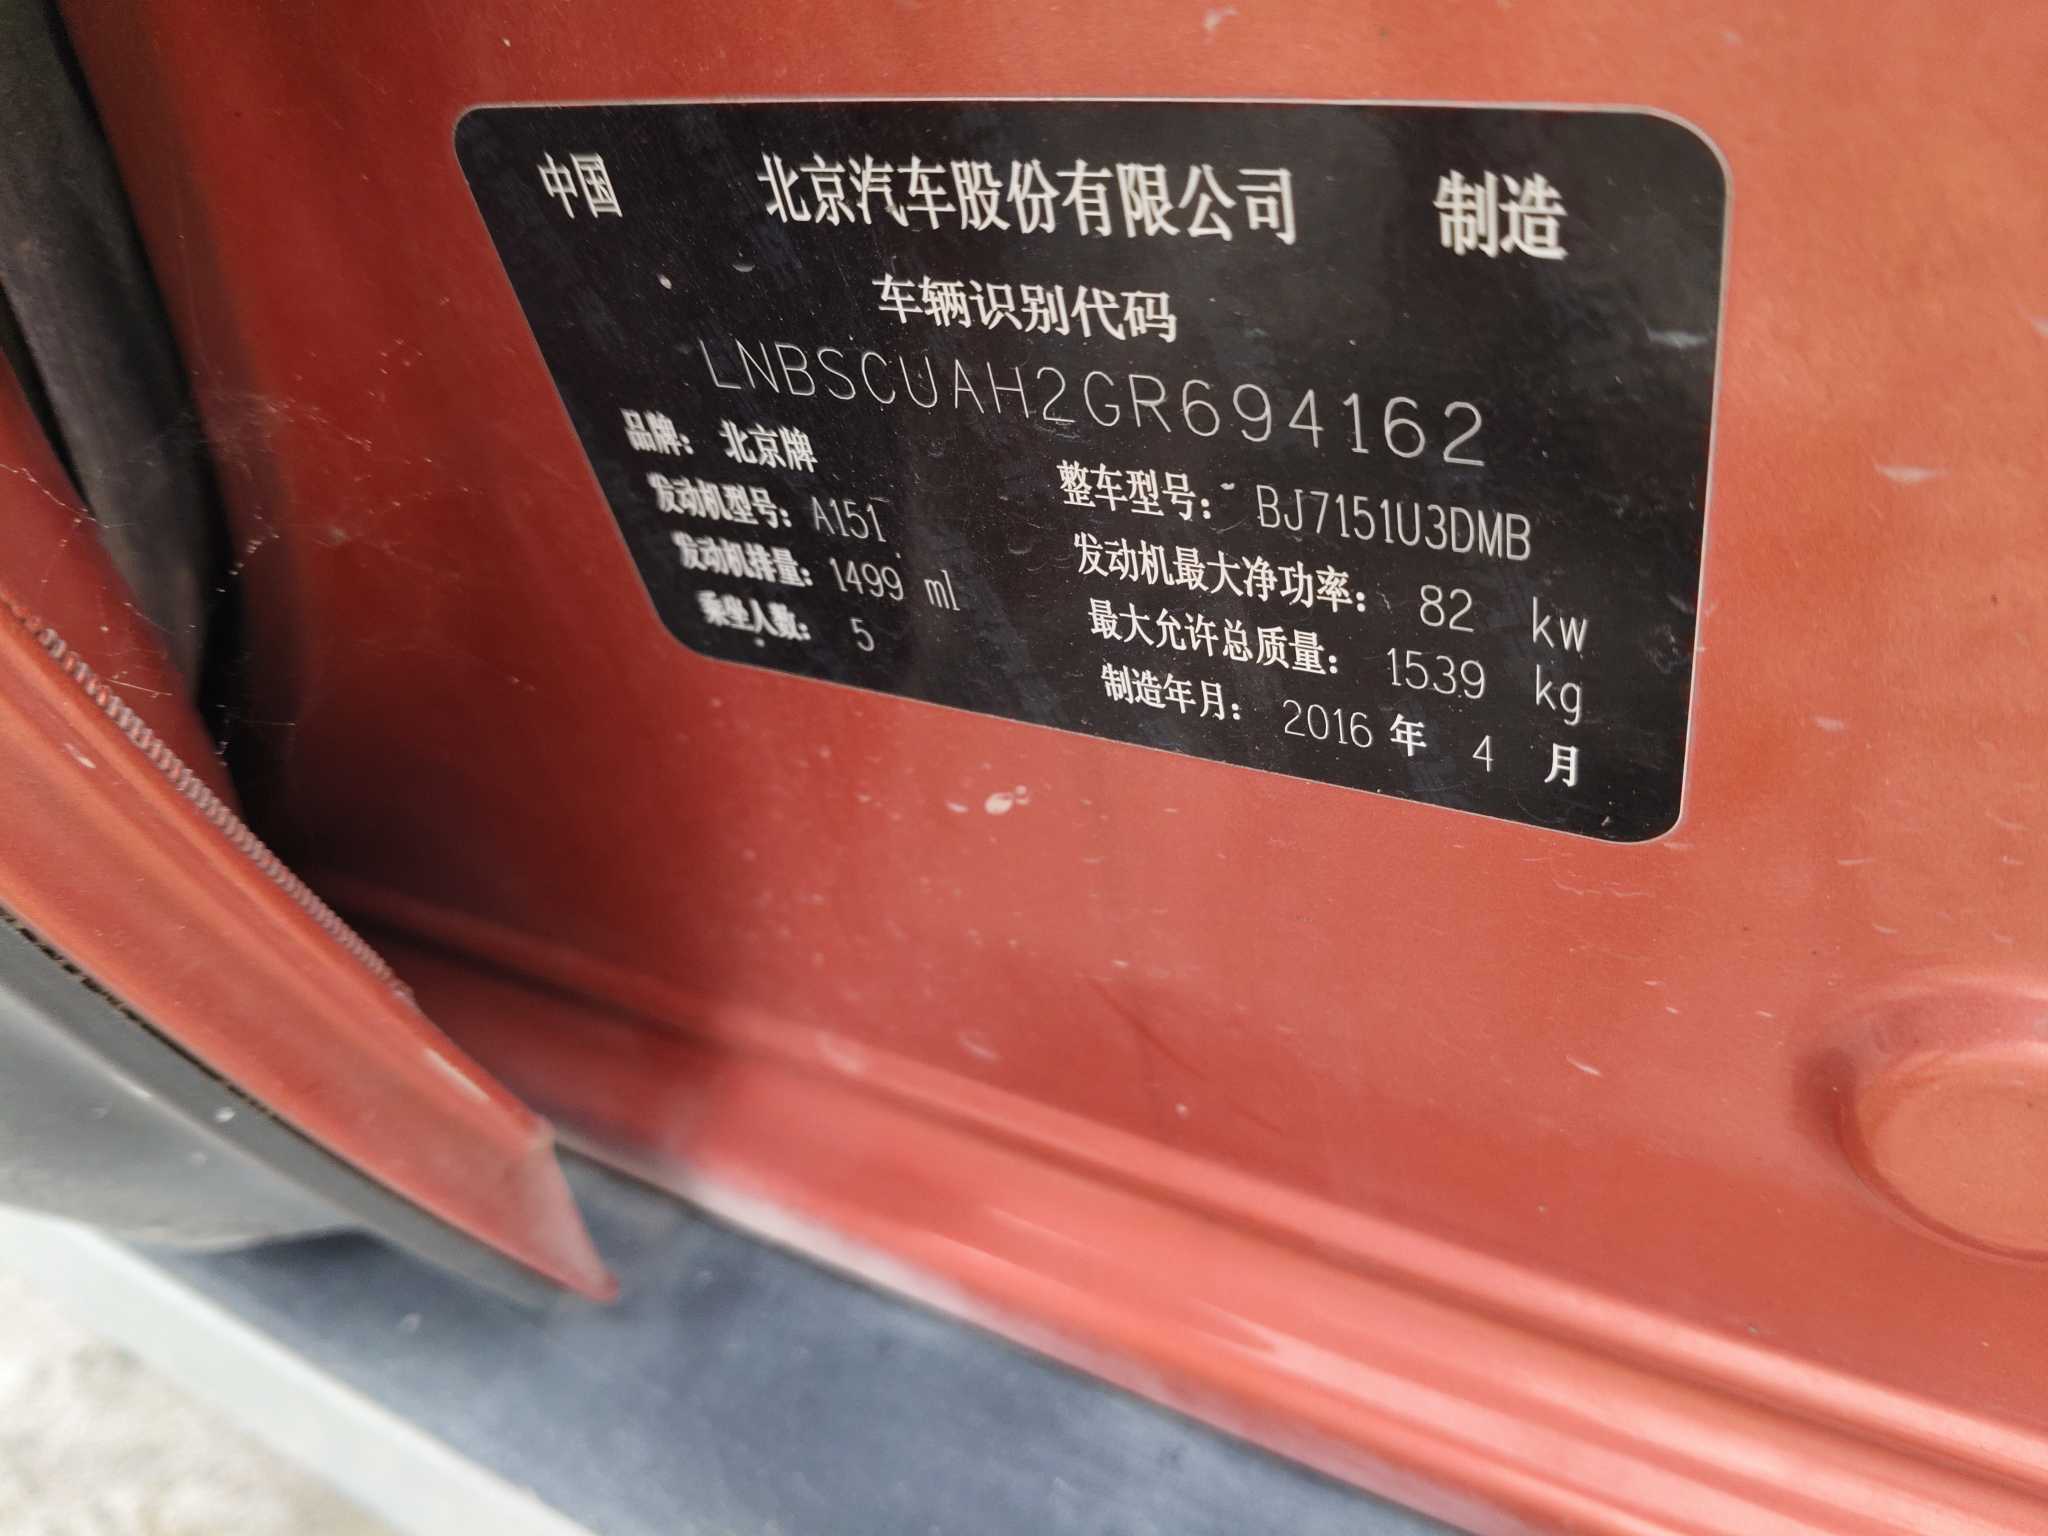 中国 北京汽车股份有限公司 制造
车辆识别代码
LNBSCUAH2GR694162
品牌： 北京牌 整车型号： BJ7151U3DMB
发动机型号： A151 发动机最大净功率： 82 kw
发动机排量： 1499 ml 最大允许总质量： 1539 kg
乘坐人数： 5 制造年月： 2016 年 4 月